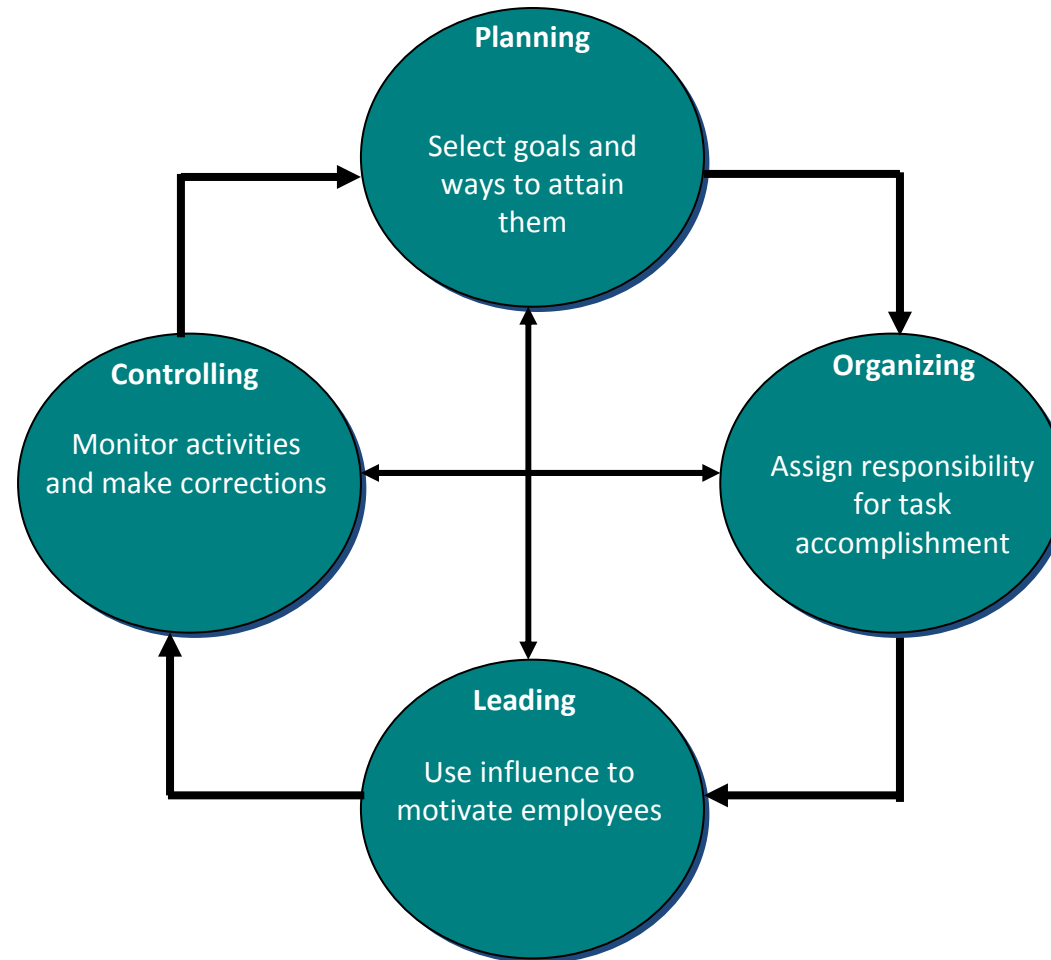 Planning
Select goals and
ways to attain
them
Controlling
Monitor activities
and make corrections
Organizing
Assign responsibility
for task
accomplishment
Leading
Use influence to
motivate employees